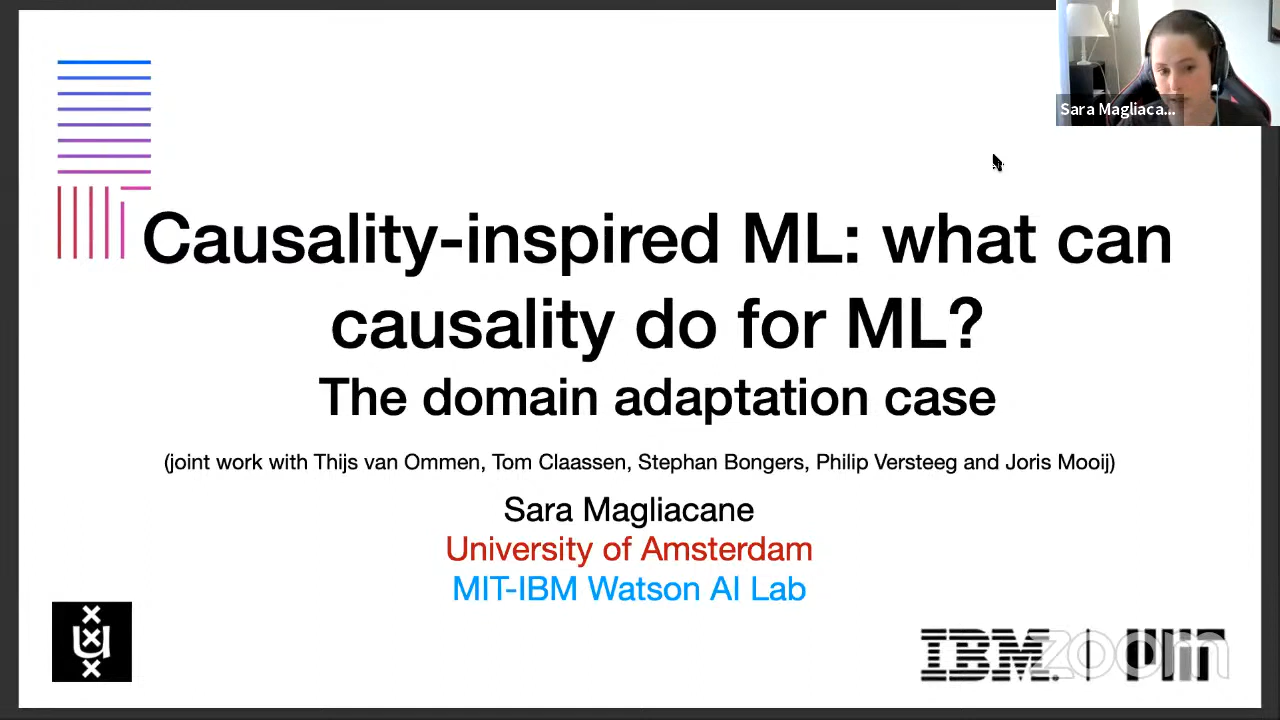 Sara Magliaca...
Causality-inspired ML: what can
causality do for ML?
The domain adaptation case
(joint work with Thijs van Ommen, Tom Claassen, Stephan Bongers, Philip Versteeg and Joris Mooij)
Sara Magliacane
University of Amsterdam
MIT-IBM Watson AI Lab
U
IBM | MIT
zoom